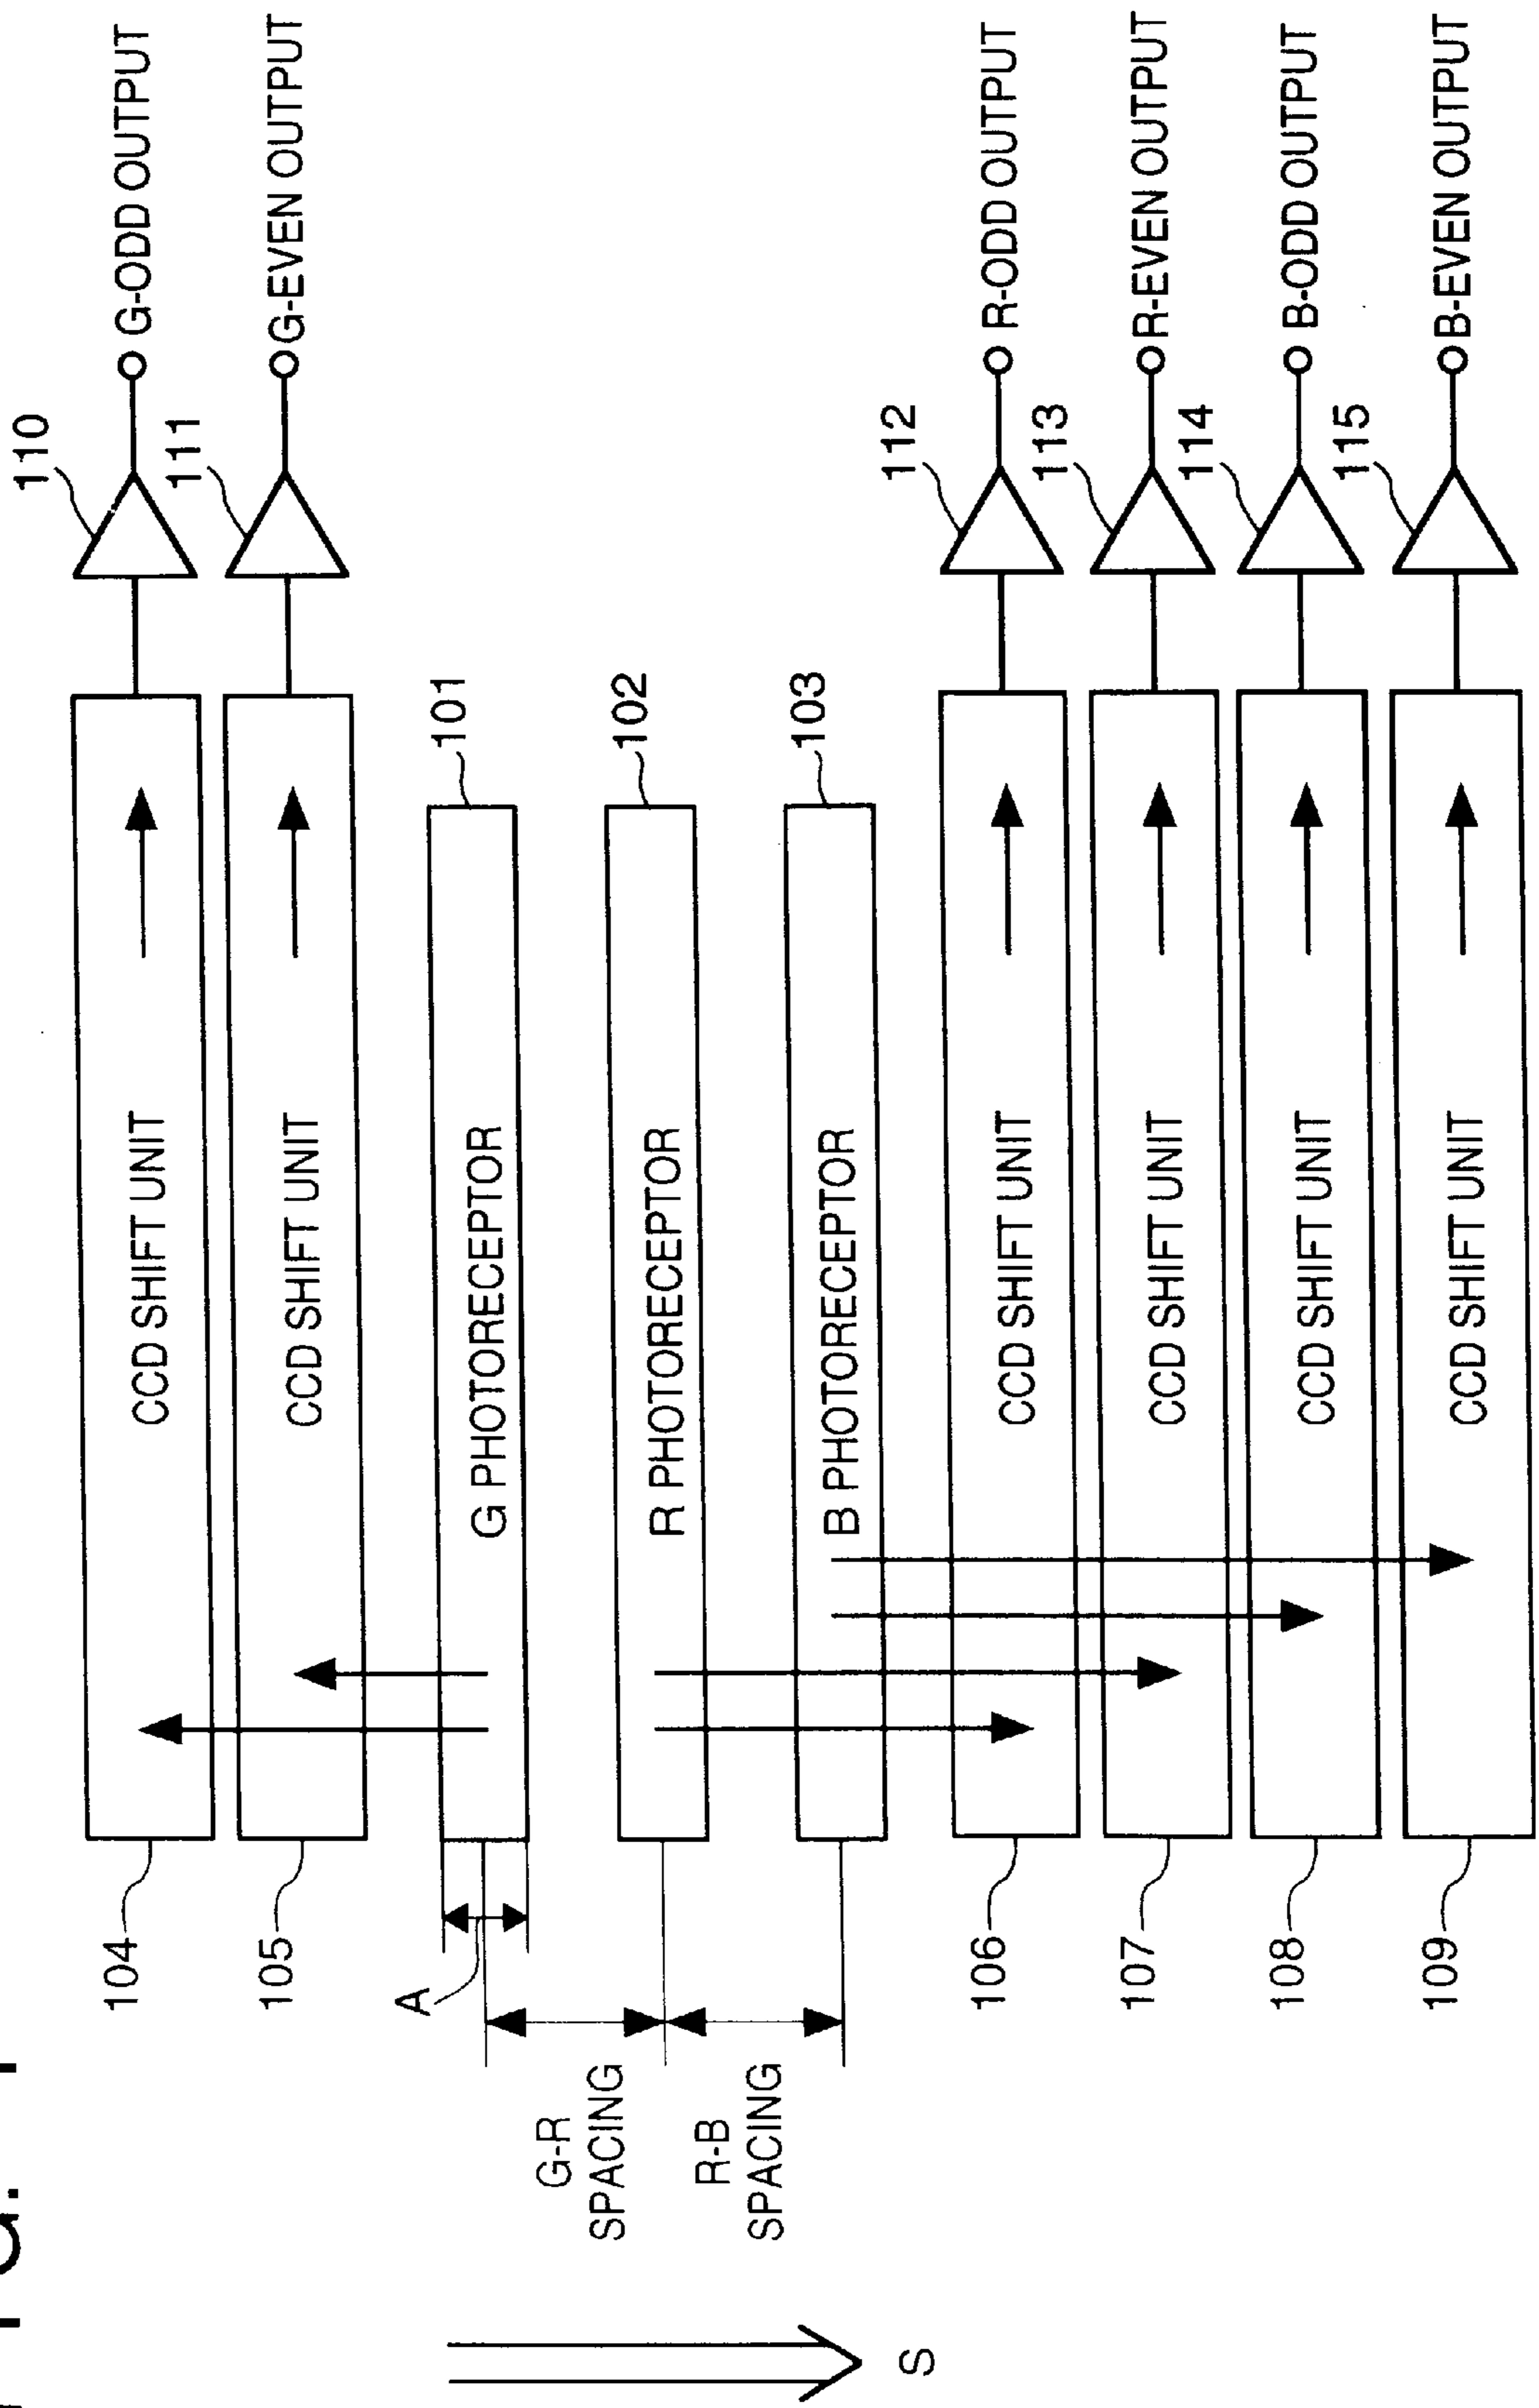 110
G-ODD OUTPUT
111
G-EVEN OUTPUT
104
CCD SHIFT UNIT
105
CCD SHIFT UNIT
A
G PHOTORECEPTOR
101
G-R
SPACING
R PHOTORECEPTOR
102
R-B
SPACING
B PHOTORECEPTOR
103
S
106
CCD SHIFT UNIT
112
R-ODD OUTPUT
107
CCD SHIFT UNIT
113
R-EVEN OUTPUT
108
CCD SHIFT UNIT
114
B-ODD OUTPUT
109
CCD SHIFT UNIT
115
B-EVEN OUTPUT